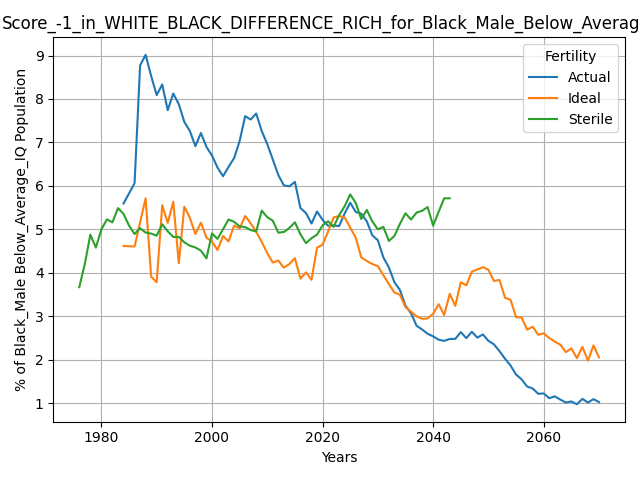 Score_-1_in_WHITE_BLACK_DIFFERENCE_RICH_for_Black_Male_Below_Averag
% of Black_Male Below_Average_IQ Population
9
8
7
6
5
4
3
2
1
Fertility
Actual
Ideal
Sterile
1980
2000
2020
2040
2060
Years